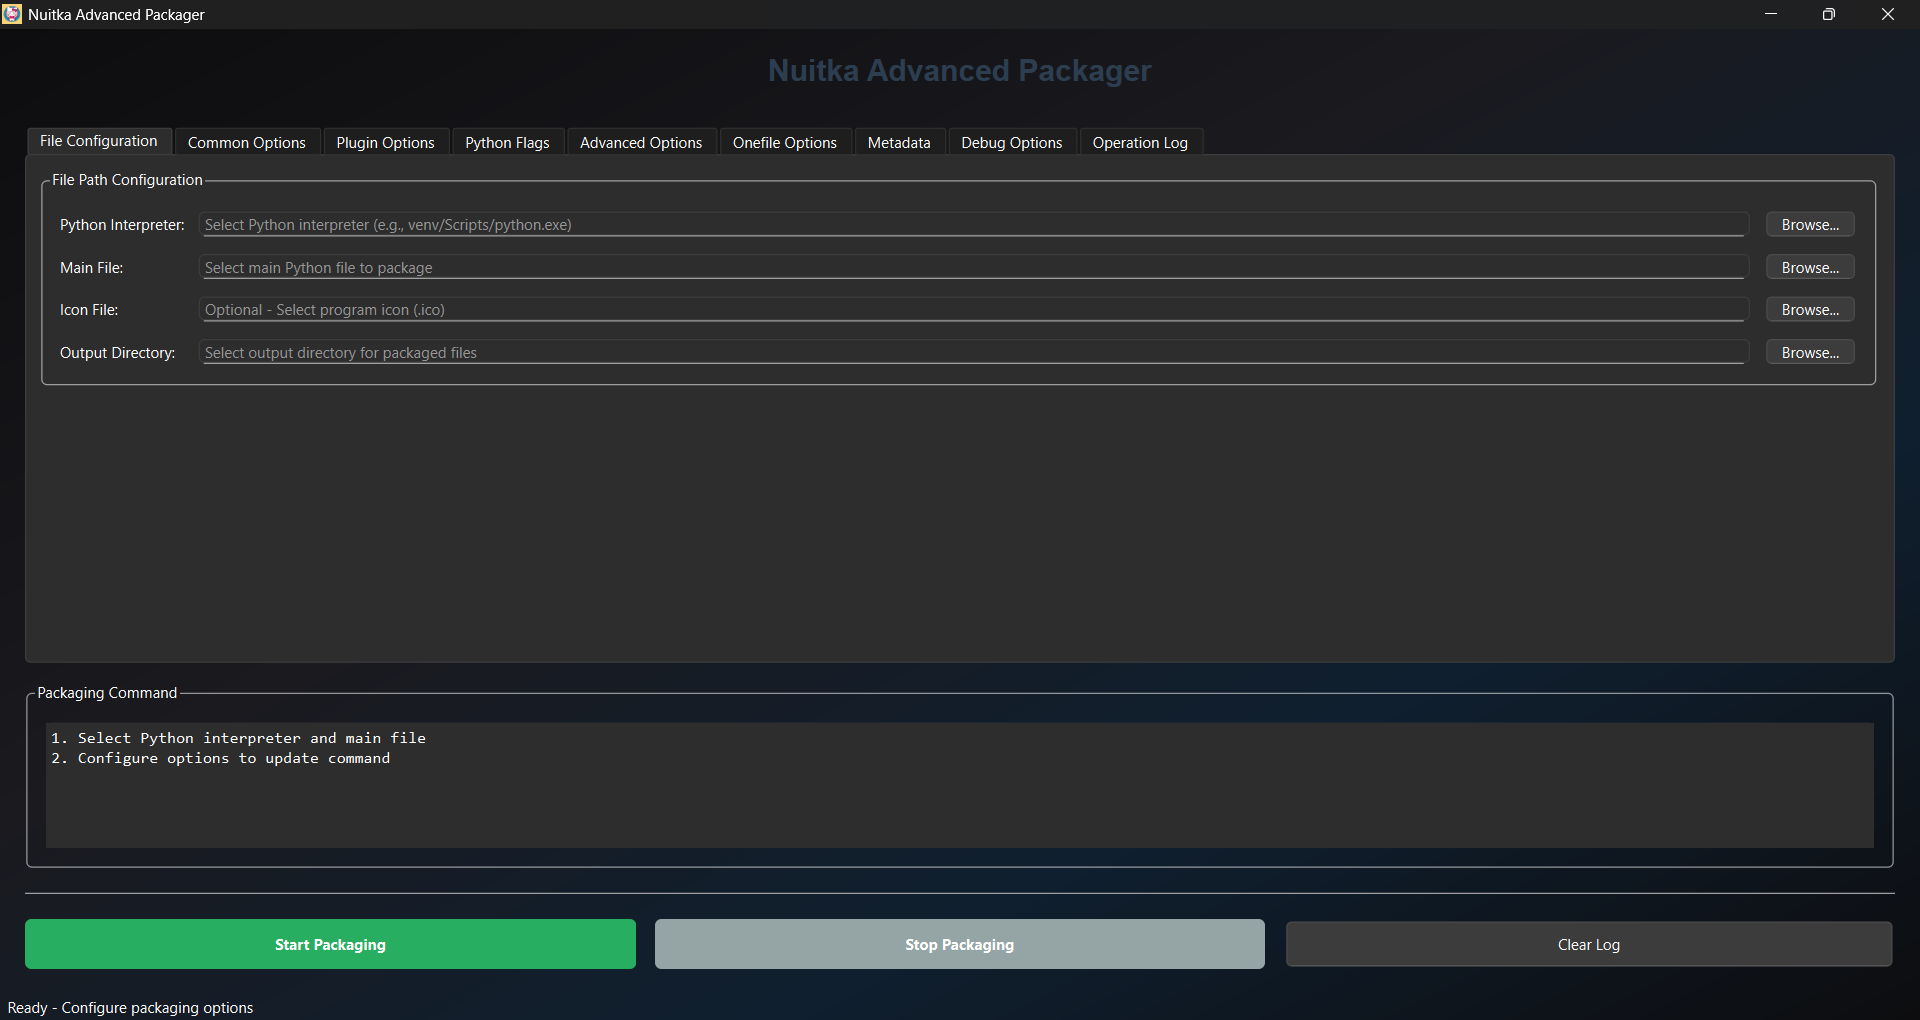 Nuitka Advanced Packager
Nuitka Advanced Packager
File Configuration Common Options Plugin Options Python Flags Advanced Options Onefile Options Metadata Debug Options Operation Log
File Path Configuration
Python Interpreter: Select Python interpreter (e.g., venv/Scripts/python.exe) Browse...
Main File: Select main Python file to package Browse...
Icon File: Optional - Select program icon (.ico) Browse...
Output Directory: Select output directory for packaged files Browse...
Packaging Command
1. Select Python interpreter and main file
2. Configure options to update command
Start Packaging Stop Packaging Clear Log
Ready - Configure packaging options